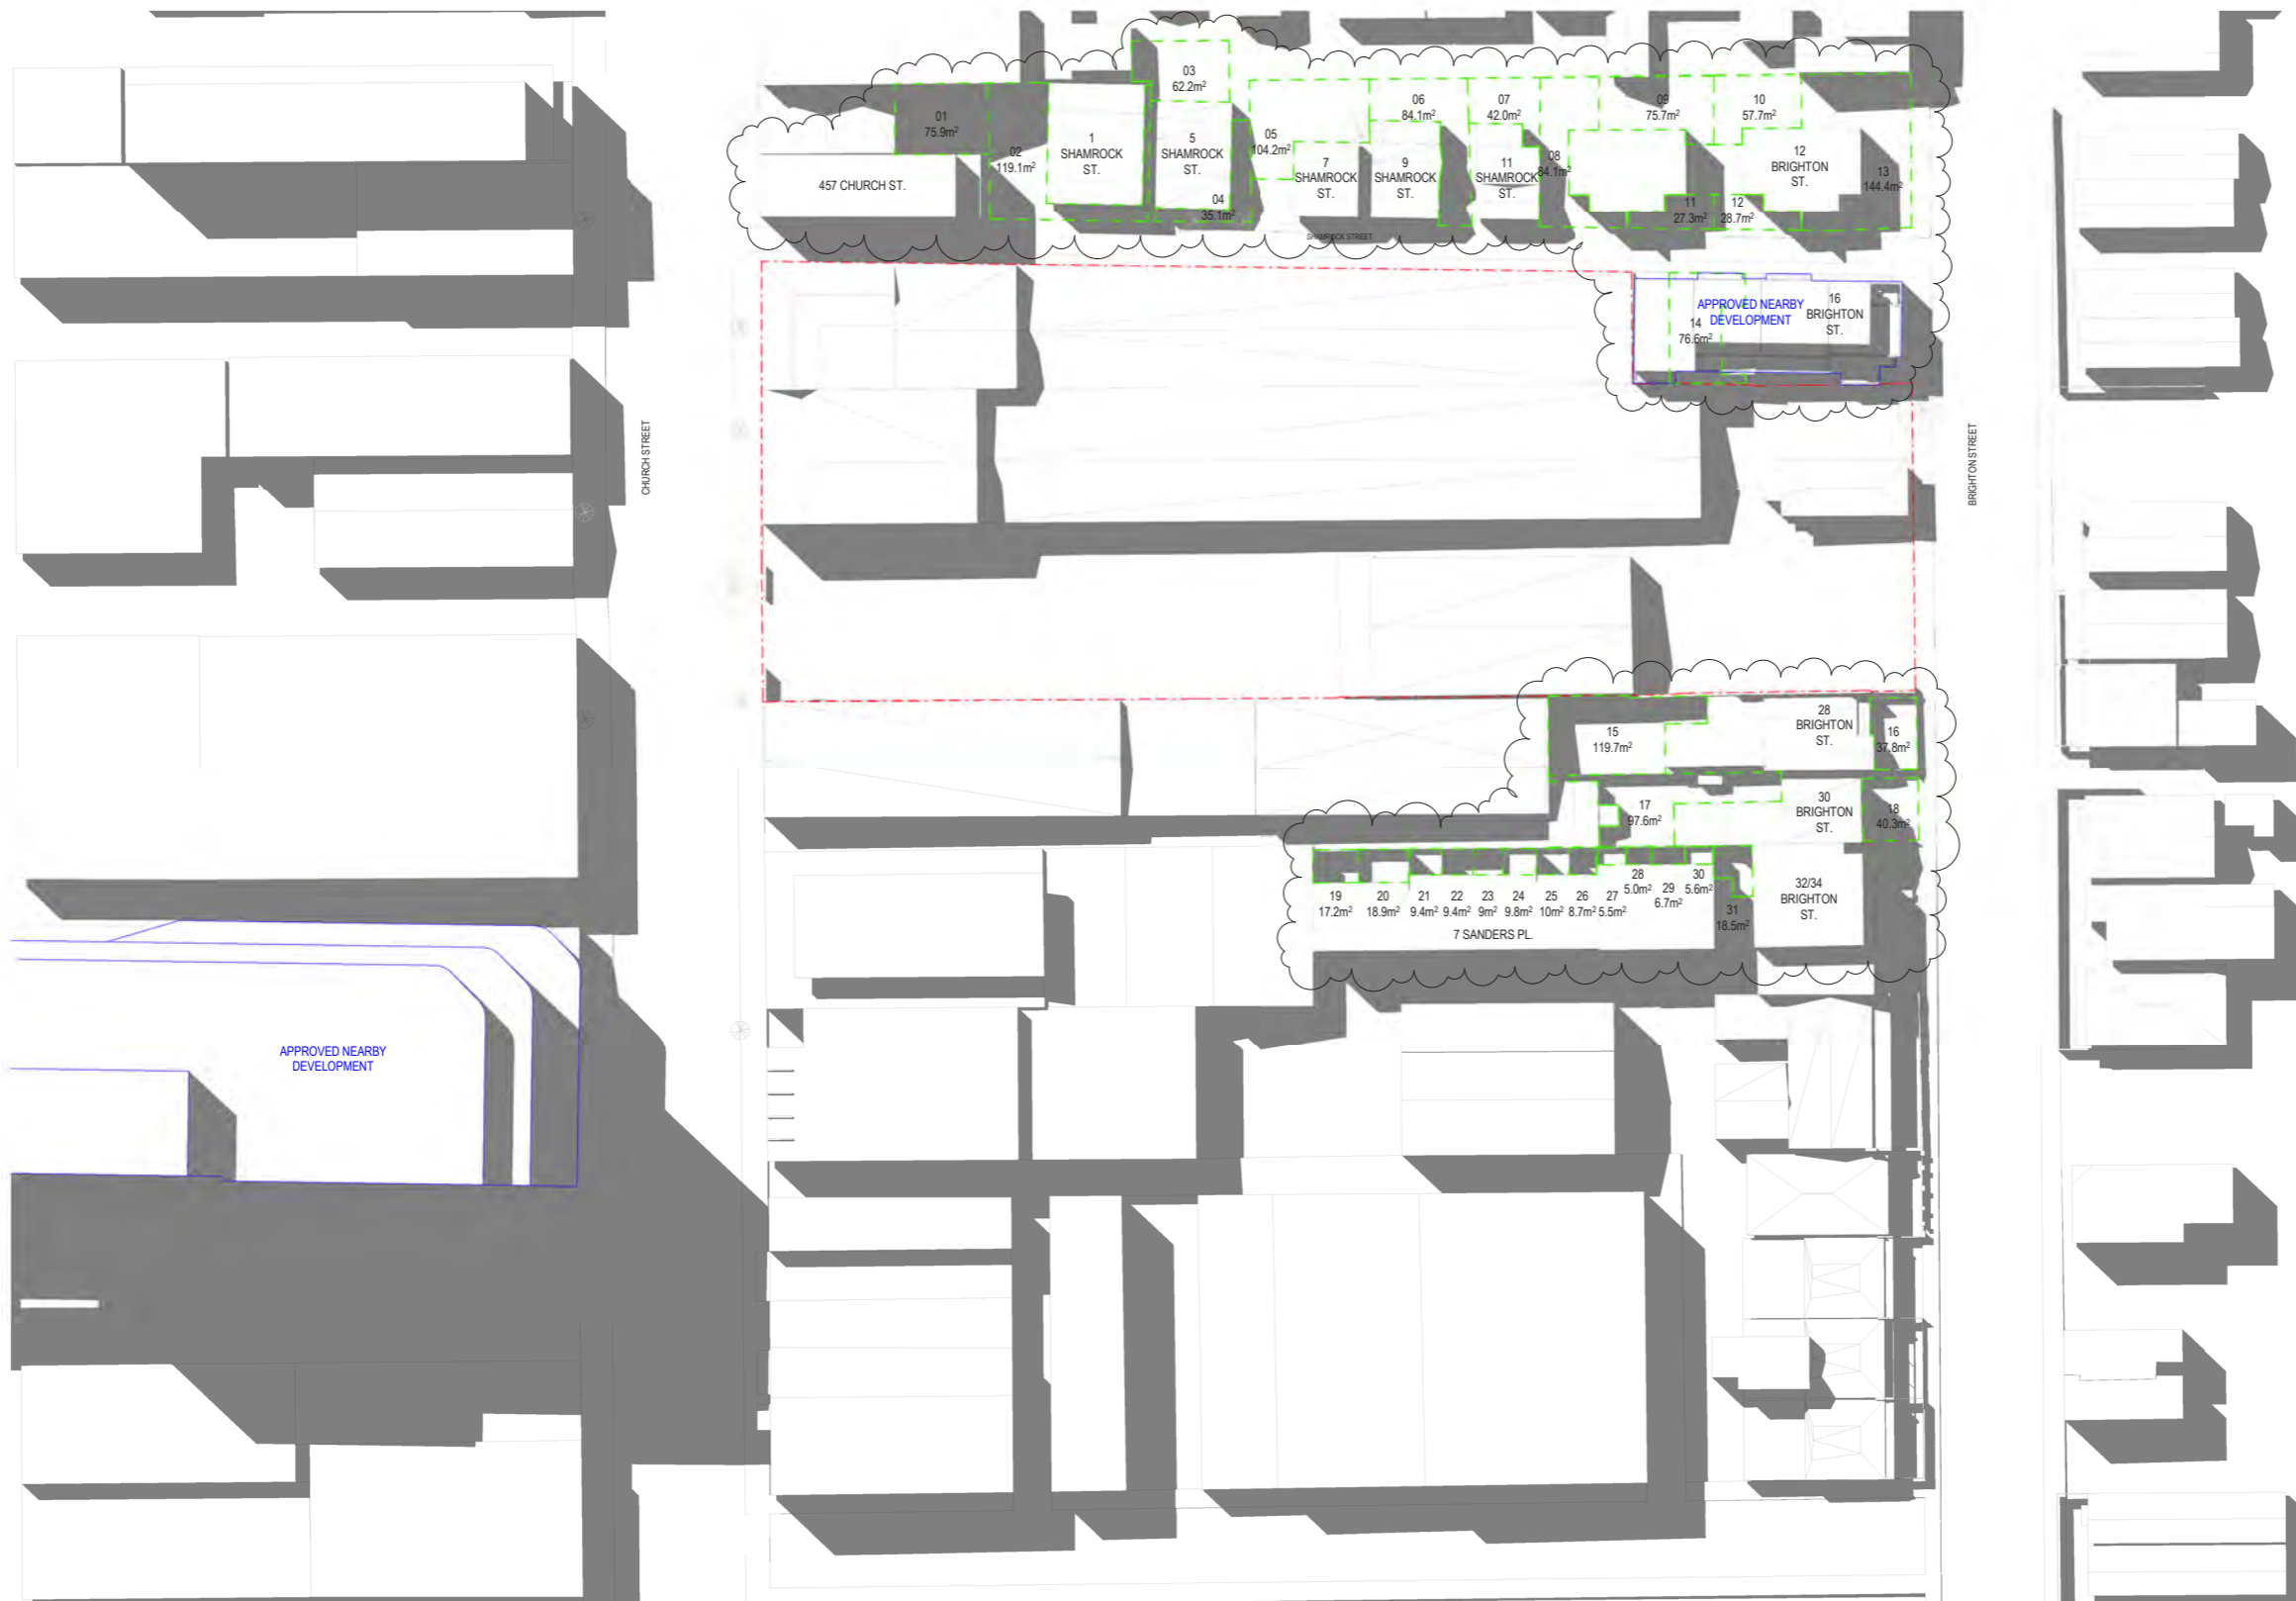 03
62.2m²
01
75.9m²
02
119.1m²
1
SHAMROCK
ST.
5
SHAMROCK
ST.
04
35.1m²
05
104.2m²
06
84.1m²
07
42.0m²
7
SHAMROCK
ST.
9
SHAMROCK
ST.
11
SHAMROCK
ST.
08
84.1m²
09
75.7m²
10
57.7m²
12
BRIGHTON
ST.
13
144.4m²
11
27.3m²
12
28.7m²
457 CHURCH ST.
SHAMROCK STREET
APPROVED NEARBY
DEVELOPMENT
16
BRIGHTON
ST.
14
76.6m²
CHURCH STREET
BRIGHTON STREET
28
BRIGHTON
ST.
15
119.7m²
16
37.8m²
17
97.6m²
30
BRIGHTON
ST.
18
40.3m²
19
17.2m²
20
18.9m²
21
9.4m²
22
9.4m²
23
9m²
24
9.8m²
25
10m²
26
8.7m²
27
5.5m²
28
5.0m²
29
6.7m²
30
5.6m²
31
18.5m²
32/34
BRIGHTON
ST.
7 SANDERS PL.
APPROVED NEARBY
DEVELOPMENT